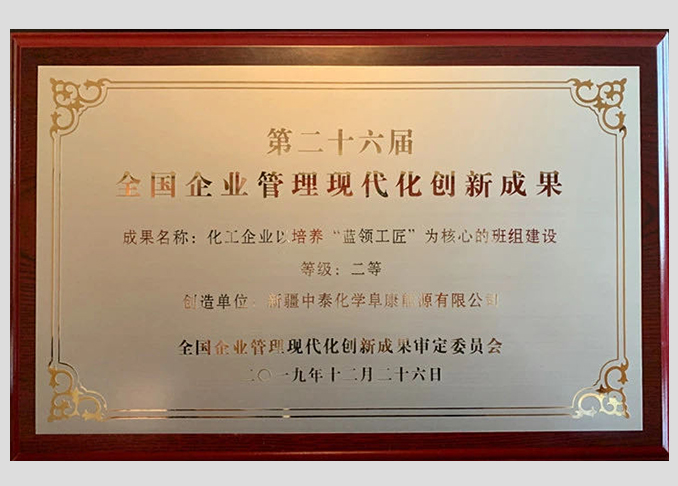 第二十六届
全国企业管理现代化创新成果
成果名称：化工企业以培养“蓝领工匠”为核心的班组建设
等级：二等
创造单位：新疆中泰化学阜康能源有限公司
全国企业管理现代化创新成果审定委员会
二〇一九年十二月二十六日